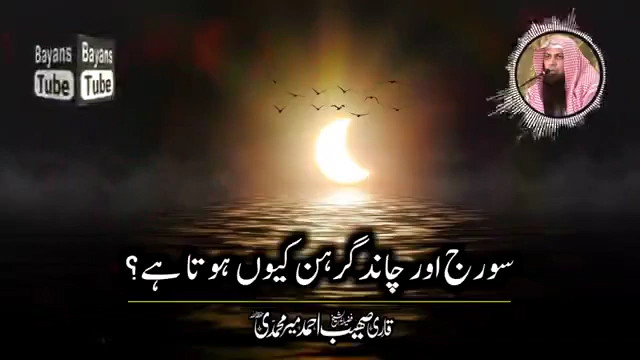 Bayans
Tube
Bayans
Tube
سورج اور چاند گرہن کیوں ہوتا ہے؟
قاری صہیب احمد میر محمدی